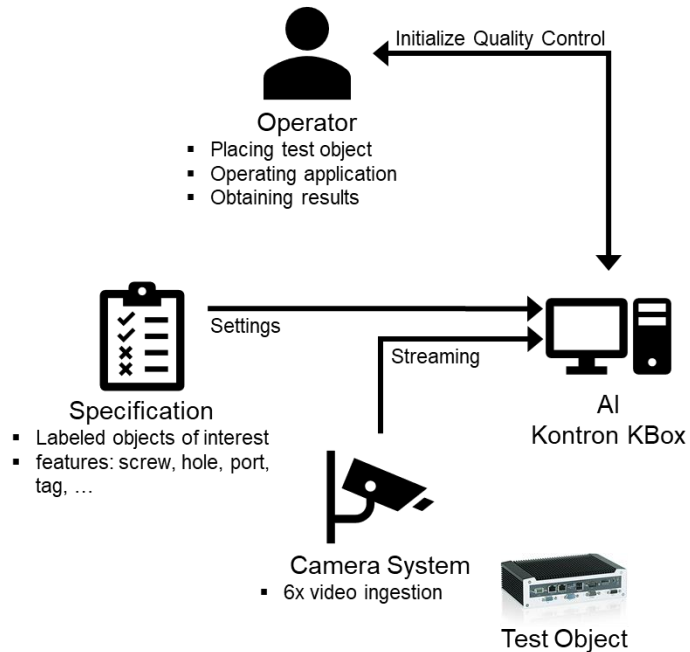 Initialize Quality Control
Operator
▪ Placing test object
▪ Operating application
▪ Obtaining results
Settings
Streaming
Specification
▪ Labeled objects of interest
▪ features: screw, hole, port,
tag, …
AI
Kontron KBox
Camera System
▪ 6x video ingestion
Test Object